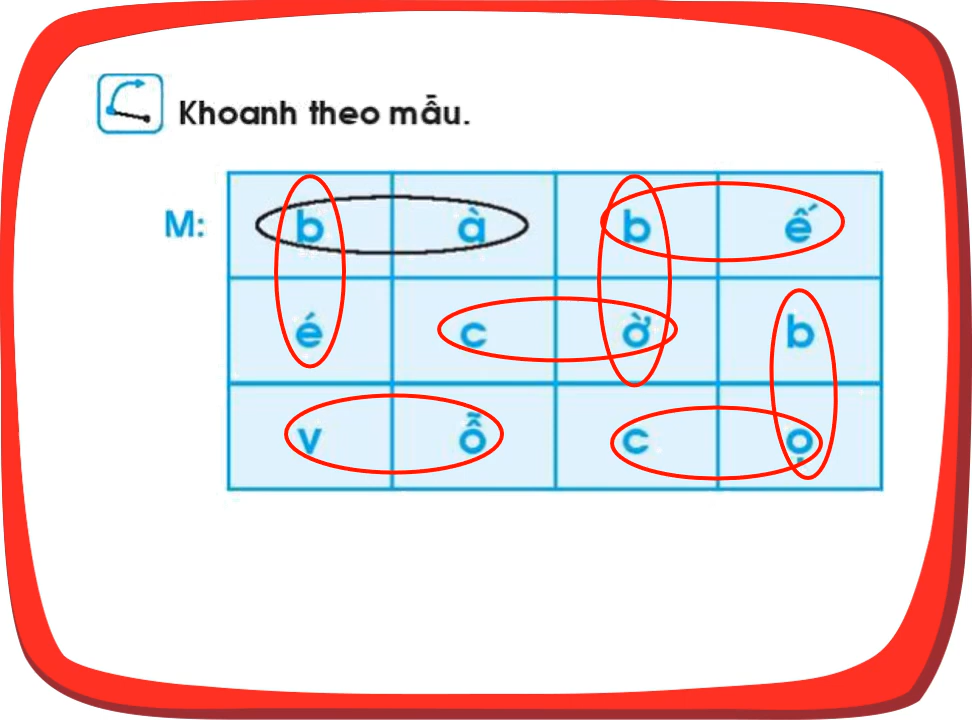 Khoanh theo mẫu.
M: b à b ế
é c ờ b
v ỗ c ọ